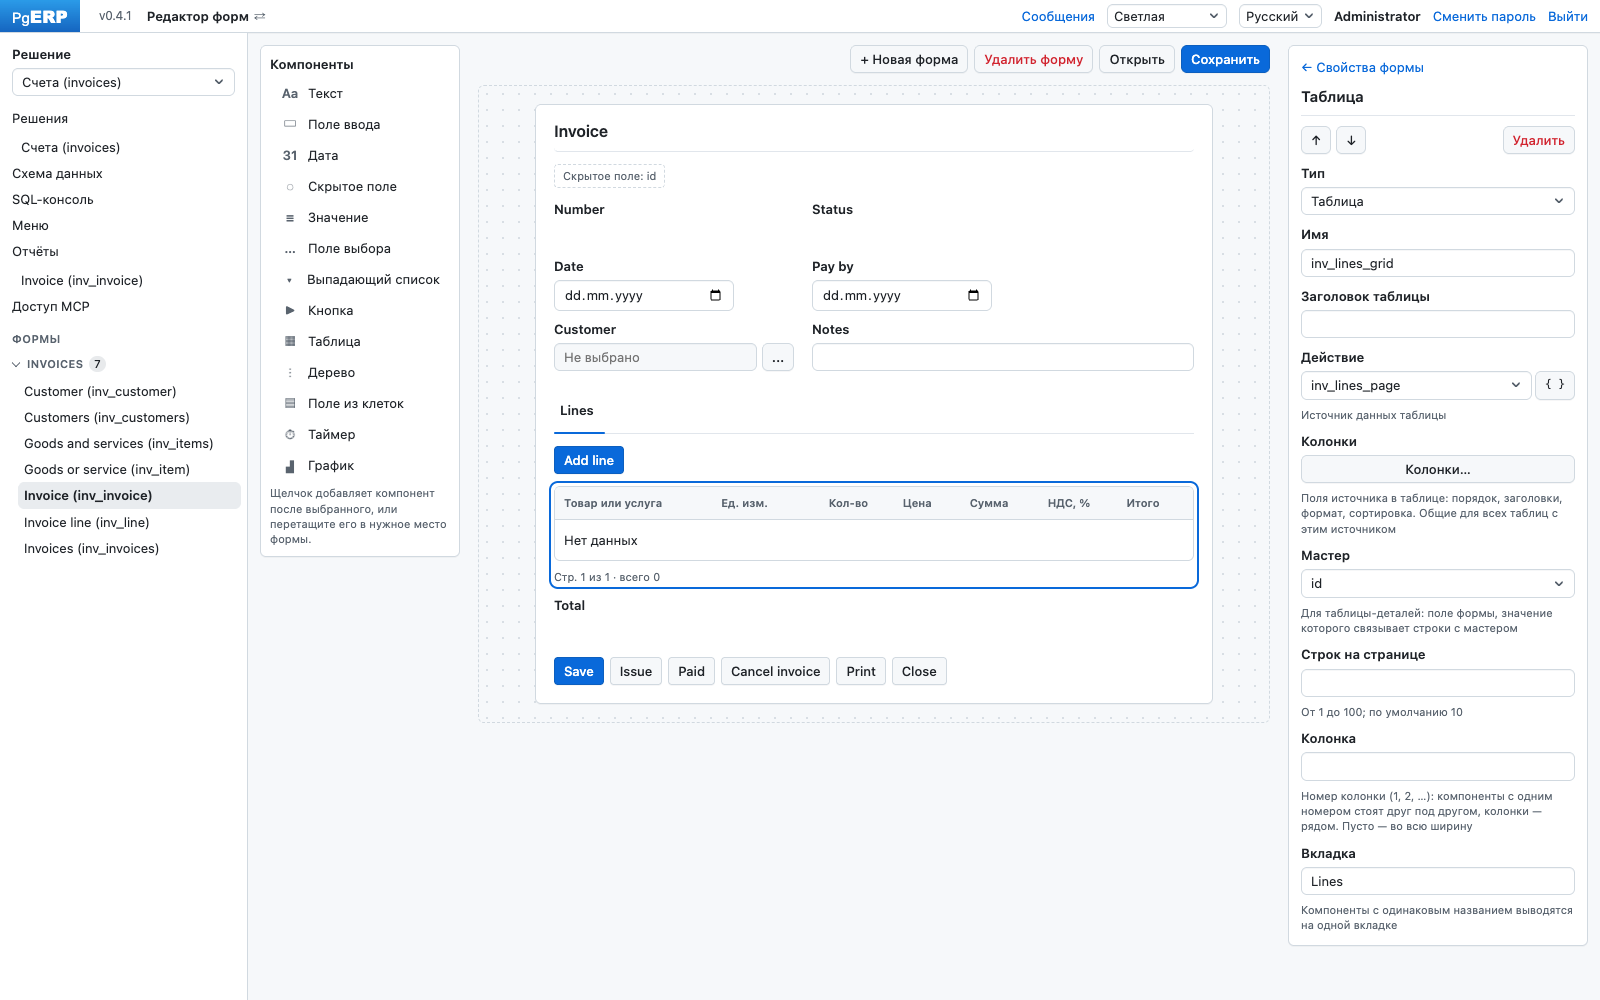 PgERP
v0.4.1
Редактор форм ⇄
Сообщения
Светлая
Русский
Administrator
Сменить пароль
Выйти
Решение
Счета (invoices)
Решения
Счета (invoices)
Схема данных
SQL-консоль
Меню
Отчёты
Invoice (inv_invoice)
Доступ MCP
ФОРМЫ
INVOICES 7
Customer (inv_customer)
Customers (inv_customers)
Goods and services (inv_items)
Goods or service (inv_item)
Invoice (inv_invoice)
Invoice line (inv_line)
Invoices (inv_invoices)
Компоненты
Aa Текст
Поле ввода
31 Дата
Скрытое поле
Значение
... Поле выбора
Выпадающий список
Кнопка
Таблица
Дерево
Поле из клеток
Таймер
График
Щелчок добавляет компонент
после выбранного, или
перетащите его в нужное место
формы.
+ Новая форма
Удалить форму
Открыть
Сохранить
Invoice
Скрытое поле: id
Number
Status
Date
Pay by
dd.mm.yyyy
dd.mm.yyyy
Customer
Notes
Не выбрано
...
Lines
Add line
Товар или услуга
Ед. изм.
Кол-во
Цена
Сумма
НДС, %
Итого
Нет данных
Стр. 1 из 1 · всего 0
Total
Save
Issue
Paid
Cancel invoice
Print
Close
← Свойства формы
Таблица
↑
↓
Удалить
Тип
Таблица
Имя
inv_lines_grid
Заголовок таблицы
Действие
inv_lines_page
{ }
Источник данных таблицы
Колонки
Колонки...
Поля источника в таблице: порядок, заголовки,
формат, сортировка. Общие для всех таблиц с
этим источником
Мастер
id
Для таблицы-деталей: поле формы, значение
которого связывает строки с мастером
Строк на странице
От 1 до 100; по умолчанию 10
Колонка
Номер колонки (1, 2, …): компоненты с одним
номером стоят друг под другом, колонки —
рядом. Пусто — во всю ширину
Вкладка
Lines
Компоненты с одинаковым названием выводятся
на одной вкладке